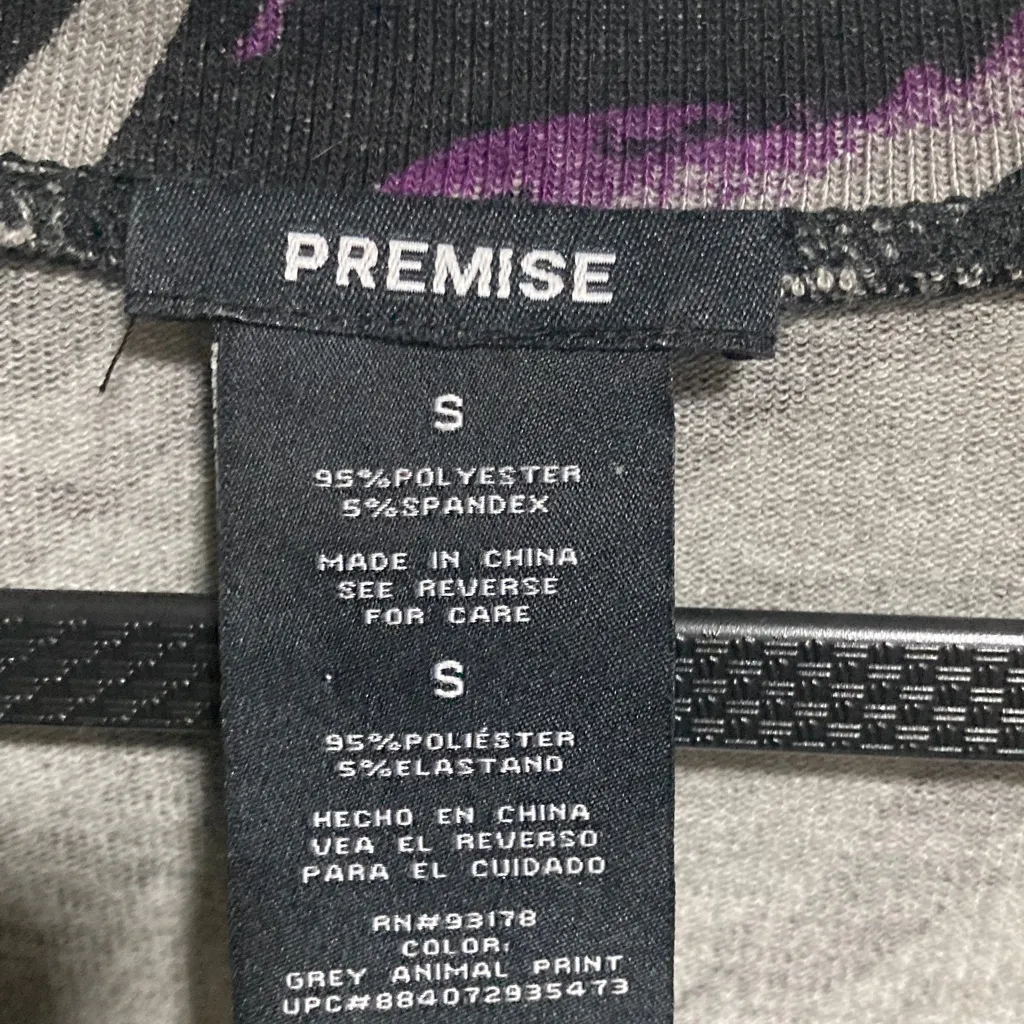 PREMISE
S
95%POLYESTER
5%SPANDEX
MADE IN CHINA
SEE REVERSE
FOR CARE
S
95%POLIÉSTER
5%ELASTANO
HECHO EN CHINA
VEA EL REVERSO
PARA EL CUIDADO
RN#93178
COLOR:
GREY ANIMAL PRINT
UPC#884072935473